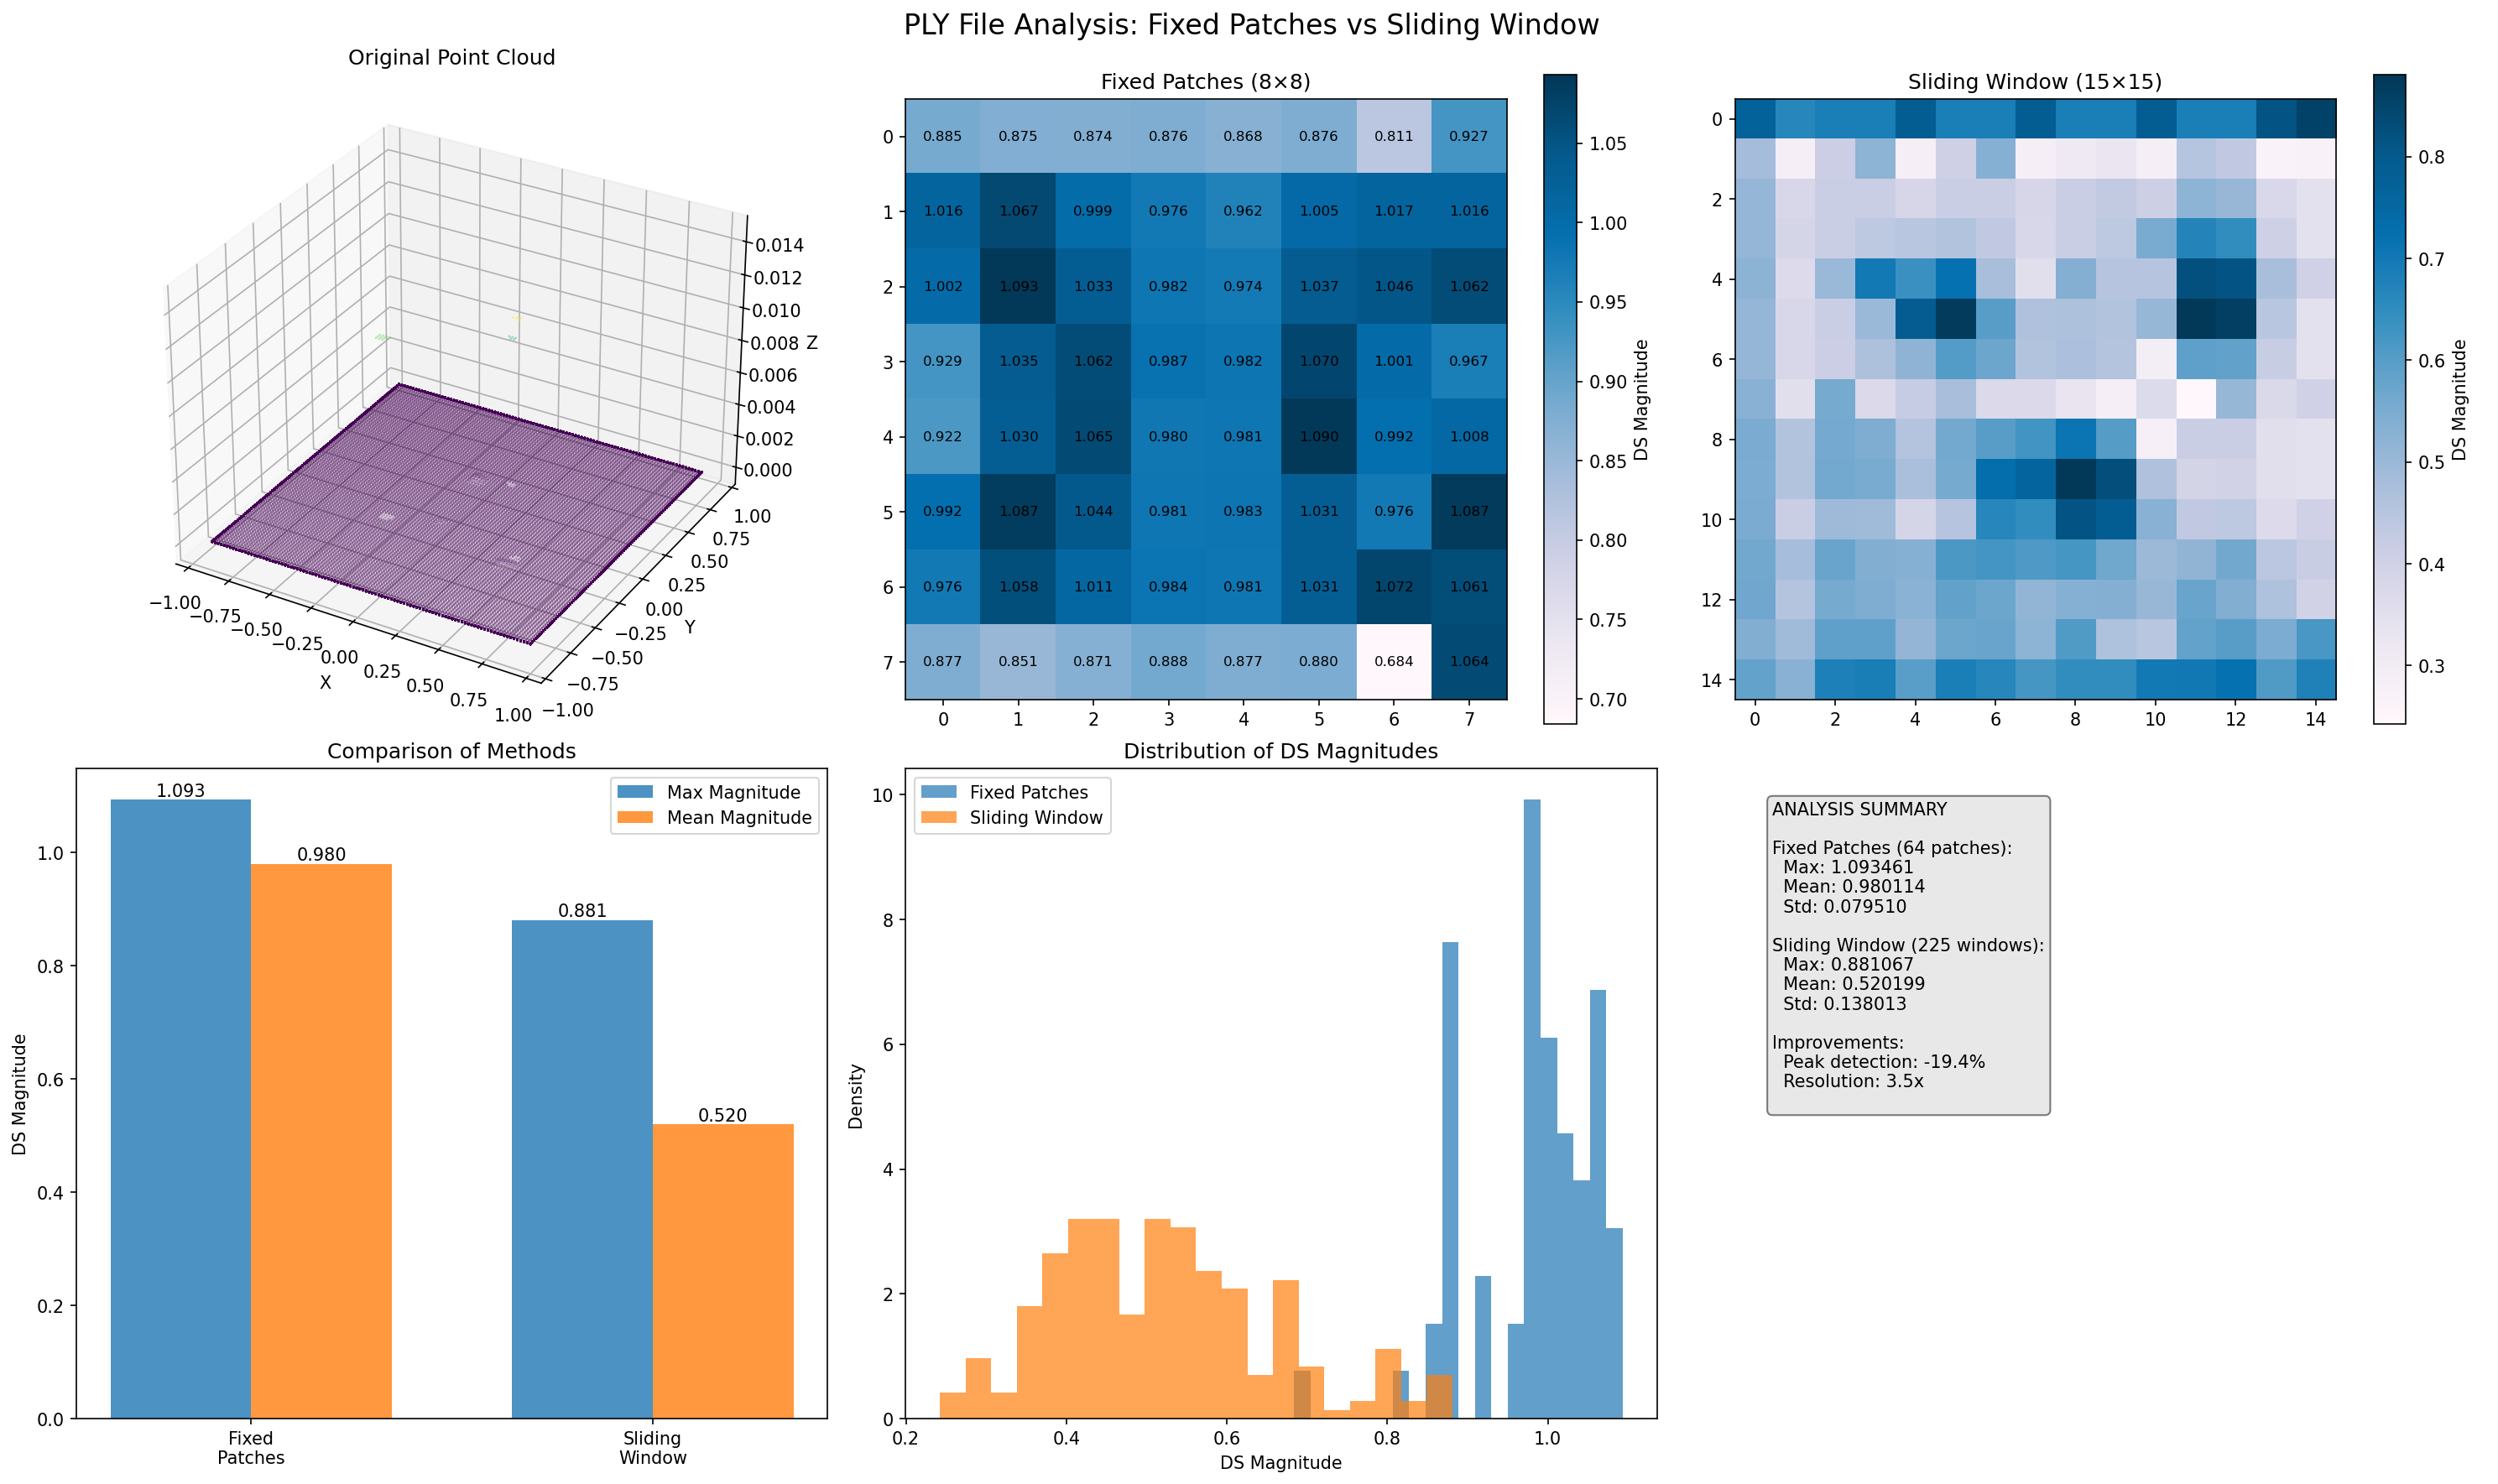 PLY File Analysis: Fixed Patches vs Sliding Window
Original Point Cloud
0.014
0.012
0.010
0.008
0.006
0.004
0.002
0.000
Z
1.00
0.75
0.50
0.25
0.00
−0.25
−0.50
−0.75
−1.00
Y
−1.00
−0.75
−0.50
−0.25
0.00
0.25
0.50
0.75
1.00
X
Fixed Patches (8×8)
0 0.885 0.875 0.874 0.876 0.868 0.876 0.811 0.927
1 1.016 1.067 0.999 0.976 0.962 1.005 1.017 1.016
2 1.002 1.093 1.033 0.982 0.974 1.037 1.046 1.062
3 0.929 1.035 1.062 0.987 0.982 1.070 1.001 0.967
4 0.922 1.030 1.065 0.980 0.981 1.090 0.992 1.008
5 0.992 1.087 1.044 0.981 0.983 1.031 0.976 1.087
6 0.976 1.058 1.011 0.984 0.981 1.031 1.072 1.061
7 0.877 0.851 0.871 0.888 0.877 0.880 0.684 1.064
0 1 2 3 4 5 6 7
1.05
1.00
0.95
0.90
0.85
0.80
0.75
0.70
DS Magnitude
Sliding Window (15×15)
0
2
4
6
8
10
12
14
0 2 4 6 8 10 12 14
0.8
0.7
0.6
0.5
0.4
0.3
DS Magnitude
Comparison of Methods
Max Magnitude
Mean Magnitude
1.093
0.980
0.881
0.520
1.0
0.8
0.6
0.4
0.2
0.0
DS Magnitude
Fixed
Patches
Sliding
Window
Distribution of DS Magnitudes
Fixed Patches
Sliding Window
10
8
6
4
2
0
Density
0.2 0.4 0.6 0.8 1.0
DS Magnitude
ANALYSIS SUMMARY
Fixed Patches (64 patches):
Max: 1.093461
Mean: 0.980114
Std: 0.079510
Sliding Window (225 windows):
Max: 0.881067
Mean: 0.520199
Std: 0.138013
Improvements:
Peak detection: -19.4%
Resolution: 3.5x